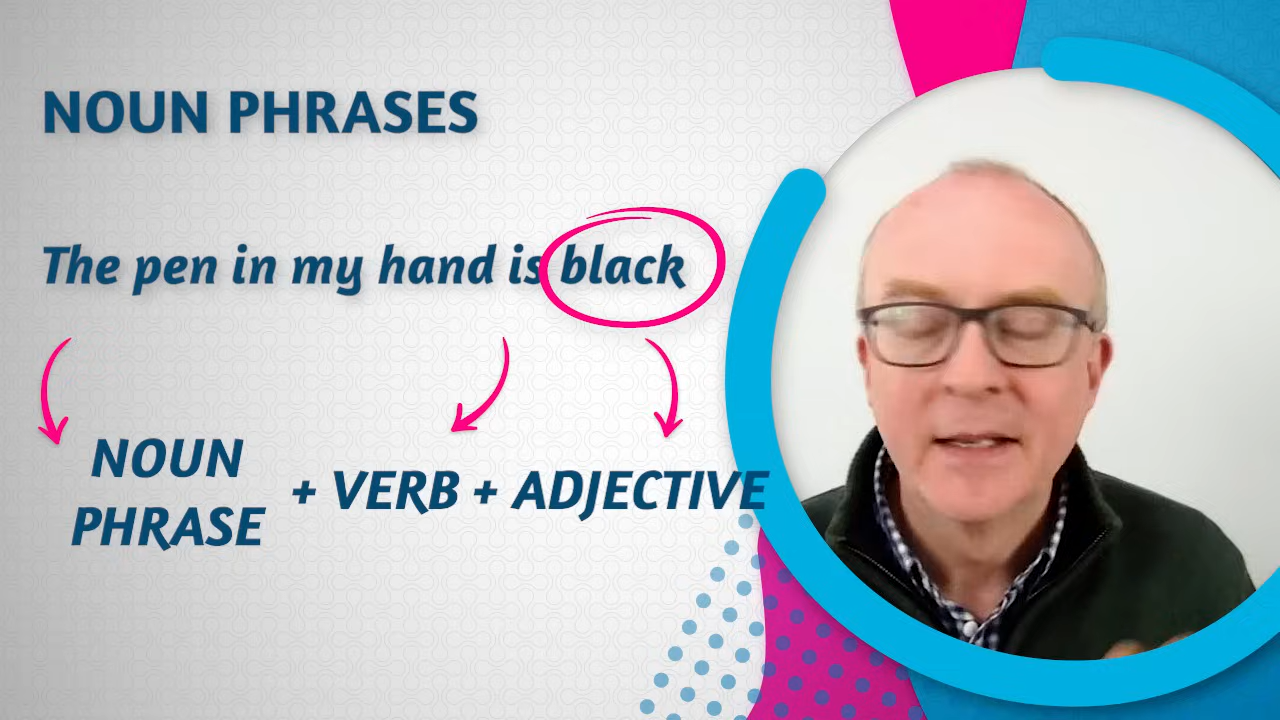 NOUN PHRASES
The pen in my hand is black
NOUN
PHRASE
+ VERB + ADJECTIVE